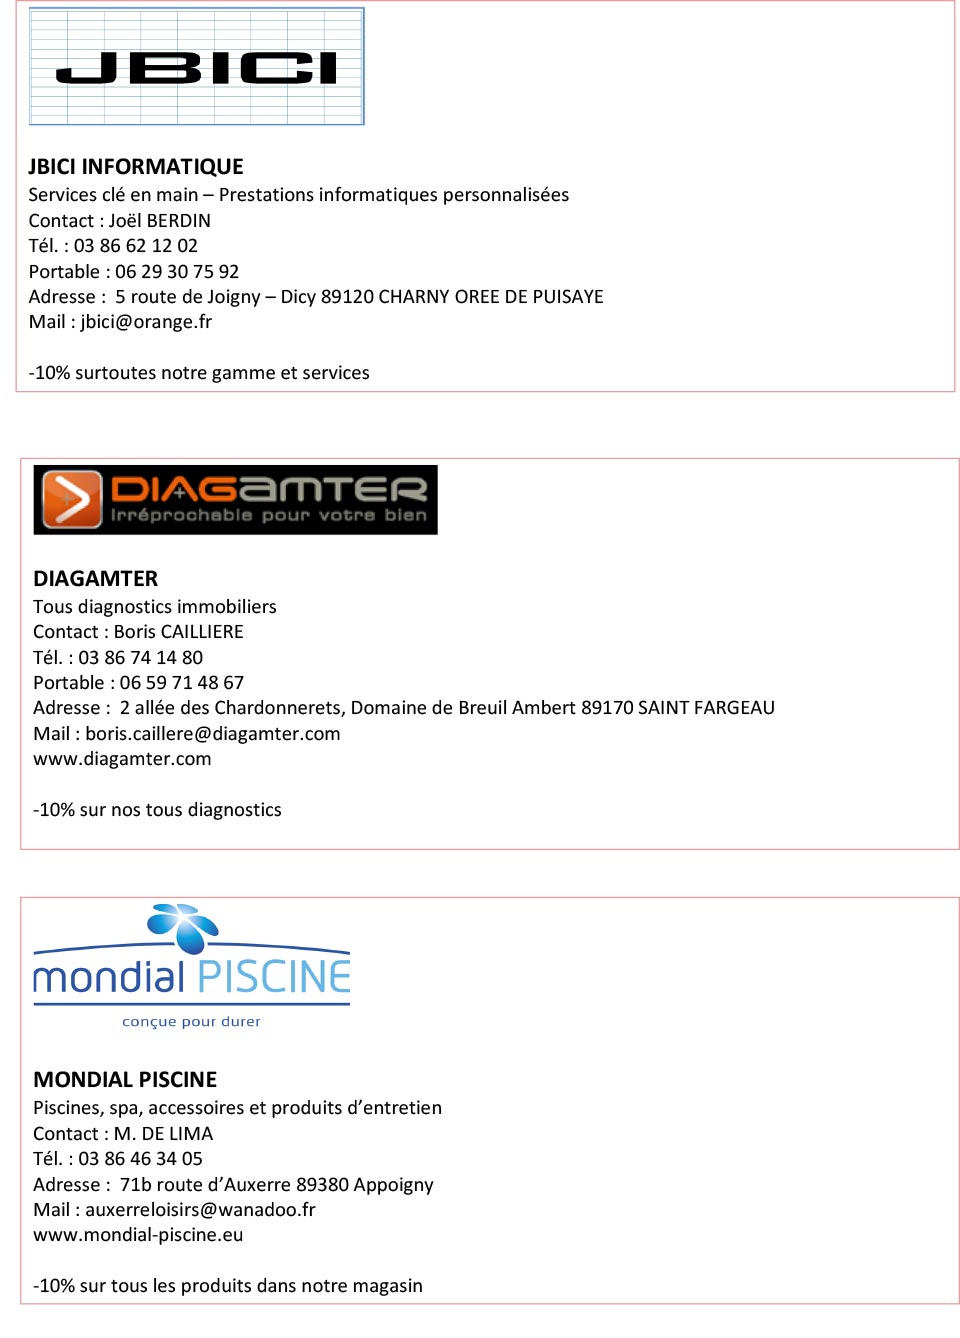 JBICI
JBICI INFORMATIQUE
Services clé en main – Prestations informatiques personnalisées
Contact : Joël BERDIN
Tél. : 03 86 62 12 02
Portable : 06 29 30 75 92
Adresse :  5 route de Joigny – Dicy 89120 CHARNY OREE DE PUISAYE
Mail : jbici@orange.fr
-10% surtoutes notre gamme et services
DIAGAMTER
Irréprochable pour votre bien
DIAGAMTER
Tous diagnostics immobiliers
Contact : Boris CAILLIERE
Tél. : 03 86 74 14 80
Portable : 06 59 71 48 67
Adresse :  2 allée des Chardonnerets, Domaine de Breuil Ambert 89170 SAINT FARGEAU
Mail : boris.caillere@diagamter.com
www.diagamter.com
-10% sur nos tous diagnostics
mondial PISCINE
conçue pour durer
MONDIAL PISCINE
Piscines, spa, accessoires et produits d’entretien
Contact : M. DE LIMA
Tél. : 03 86 46 34 05
Adresse :  71b route d’Auxerre 89380 Appoigny
Mail : auxerreloisirs@wanadoo.fr
www.mondial-piscine.eu
-10% sur tous les produits dans notre magasin